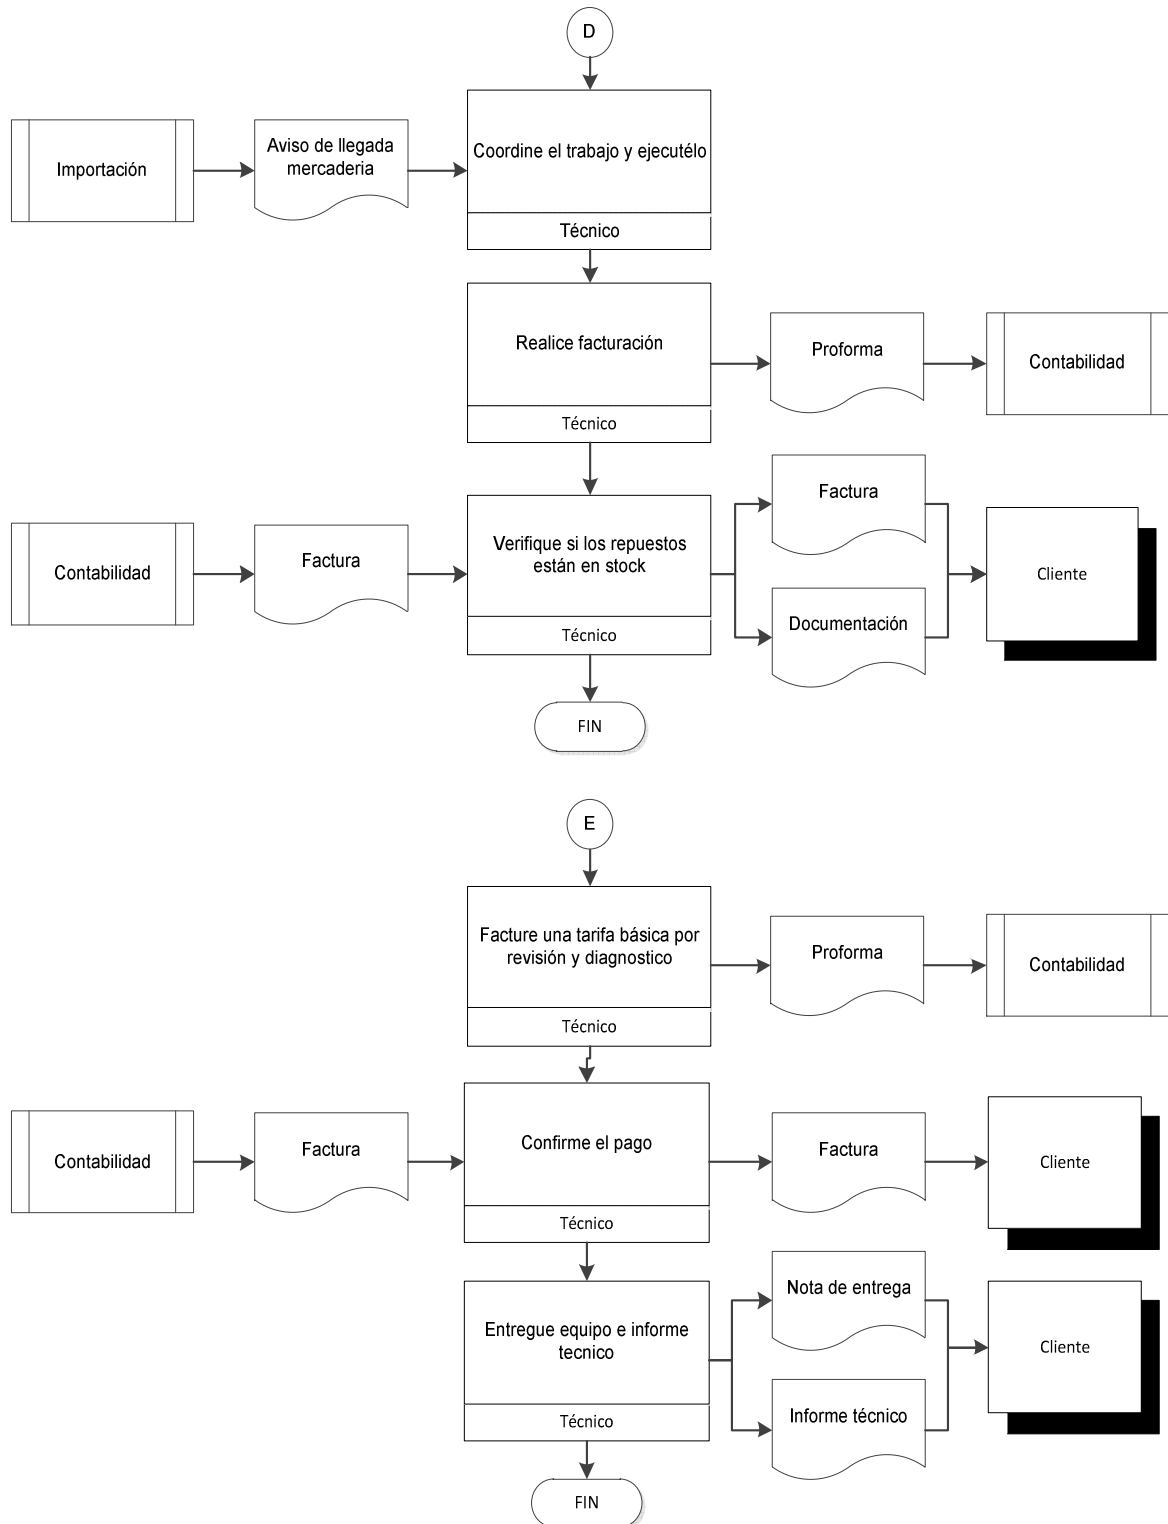 D
Importación
Aviso de llegada
mercaderia
Coordine el trabajo y ejecutélo
Técnico
Realice facturación
Técnico
Proforma
Contabilidad
Contabilidad
Factura
Verifique si los repuestos
están en stock
Técnico
Factura
Documentación
Cliente
FIN
E
Facture una tarifa básica por
revisión y diagnostico
Técnico
Proforma
Contabilidad
Contabilidad
Factura
Confirme el pago
Técnico
Factura
Cliente
Entregue equipo e informe
tecnico
Técnico
Nota de entrega
Informe técnico
Cliente
FIN